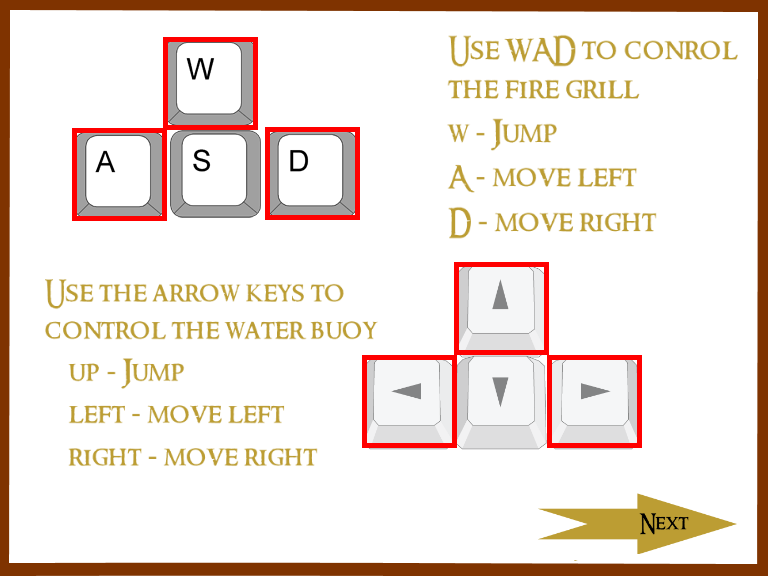 W
A
S
D
Use WAD to conrol
the fire grill
w - Jump
A - move left
D - move right
Use the arrow keys to
control the water buoy
up - Jump
left - move left
right - move right
Next